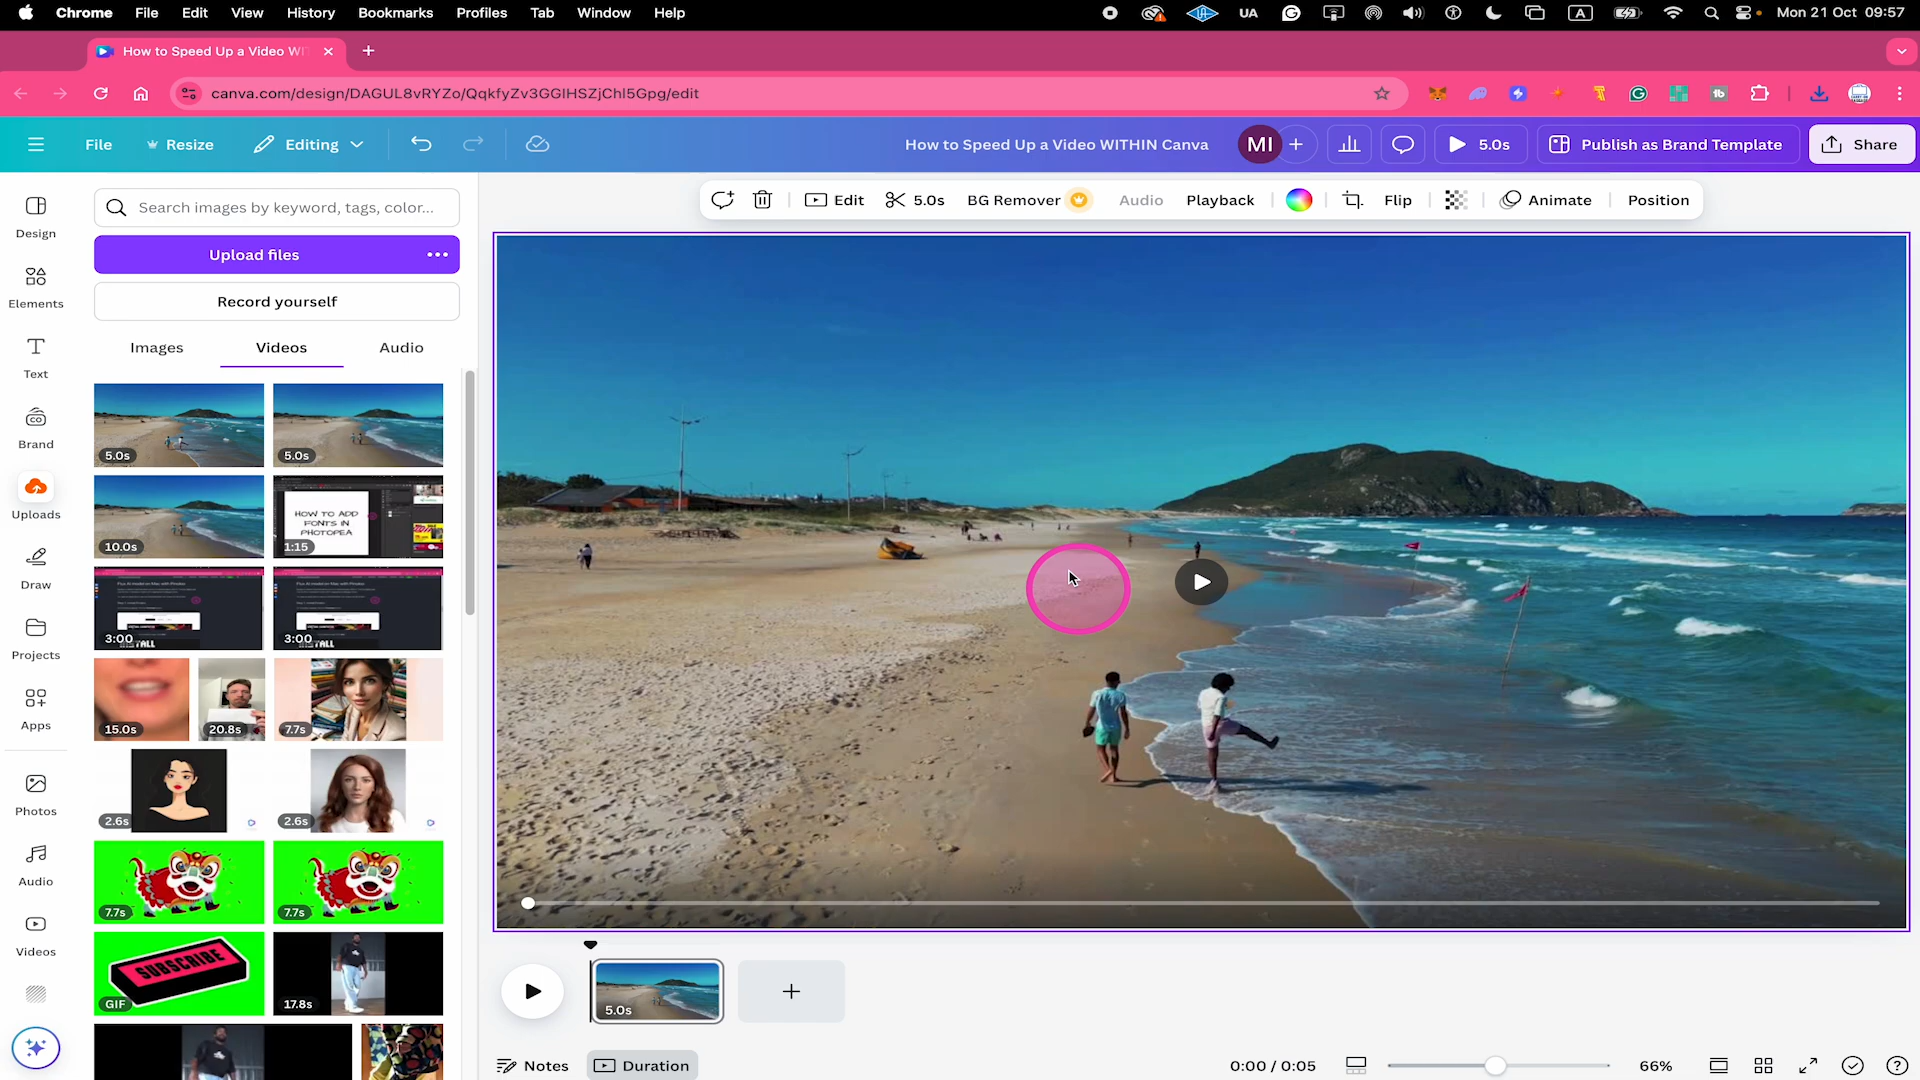 Chrome File Edit View History Bookmarks Profiles Tab Window Help
UA A Mon 21 Oct 09:57
How to Speed Up a Video WI
canva.com/design/DAGUL8vRYZo/QqkfyZv3GGIHSZjChI5Gpg/edit
File Resize Editing How to Speed Up a Video WITHIN Canva MI 5.0s Publish as Brand Template Share
Edit 5.0s BG Remover Audio Playback Flip Animate Position
Design
Elements
Text
Brand
Uploads
Draw
Projects
Apps
Photos
Audio
Videos
Search images by keyword, tags, color...
Upload files
Record yourself
Images Videos Audio
5.0s 5.0s
HOW TO ADD
FONTS IN
PHOTOPEA
10.0s 1:15
3:00 3:00
15.0s 20.8s 7.7s
2.6s 2.6s
7.7s 7.7s
SUBSCRIBE
GIF 17.8s
5.0s
Notes Duration 0:00 / 0:05 66%